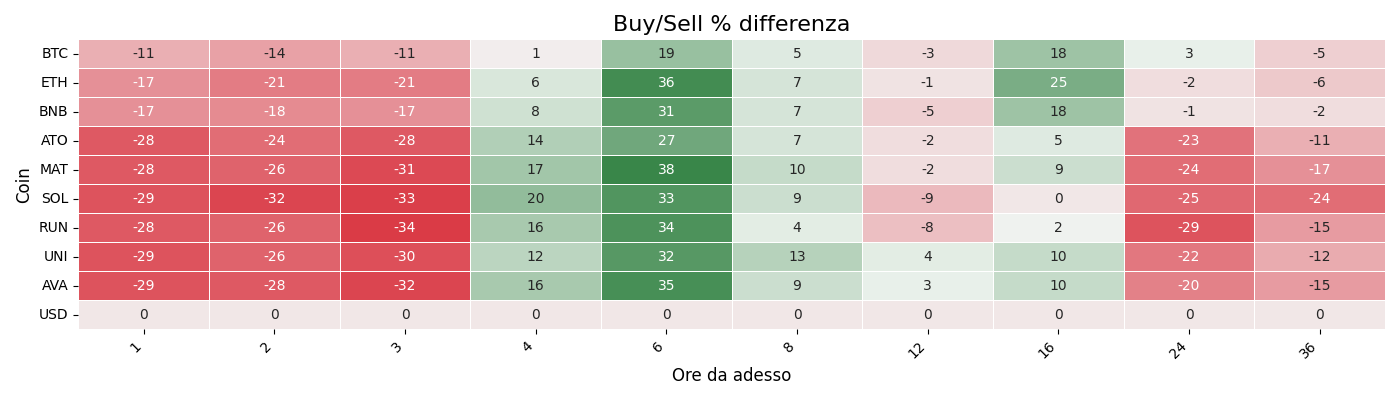 Buy/Sell % differenza
Coin
BTC -11 -14 -11 1 19 5 -3 18 3 -5
ETH -17 -21 -21 6 36 7 -1 25 -2 -6
BNB -17 -18 -17 8 31 7 -5 18 -1 -2
ATO -28 -24 -28 14 27 7 -2 5 -23 -11
MAT -28 -26 -31 17 38 10 -2 9 -24 -17
SOL -29 -32 -33 20 33 9 -9 0 -25 -24
RUN -28 -26 -34 16 34 4 -8 2 -29 -15
UNI -29 -26 -30 12 32 13 4 10 -22 -12
AVA -29 -28 -32 16 35 9 3 10 -20 -15
USD 0 0 0 0 0 0 0 0 0 0
1 2 3 4 6 8 12 16 24 36
Ore da adesso